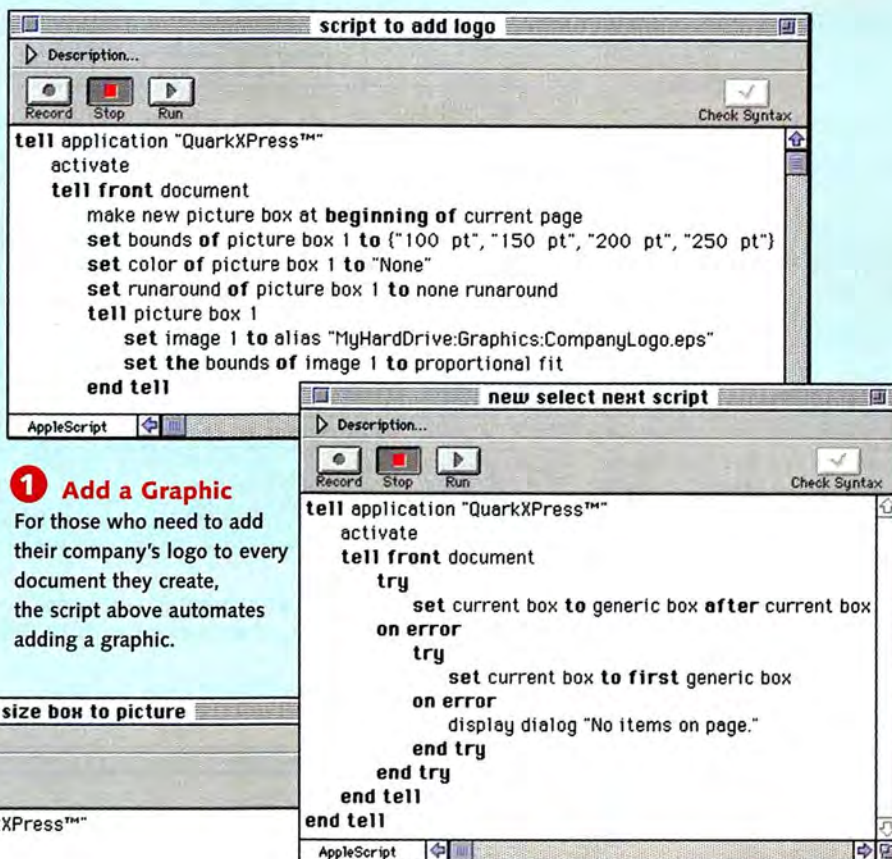 script to add logo
Description...
Record Stop Run Check Syntax
tell application "QuarkXPress™"
activate
tell front document
make new picture box at beginning of current page
set bounds of picture box 1 to {"100 pt", "150 pt", "200 pt", "250 pt"}
set color of picture box 1 to "None"
set runaround of picture box 1 to none runaround
tell picture box 1
set image 1 to alias "MyHardDrive:Graphics:CompanyLogo.eps"
set the bounds of image 1 to proportional fit
end tell
AppleScript
1 Add a Graphic
For those who need to add
their company's logo to every
document they create,
the script above automates
adding a graphic.
new select next script
Description...
Record Stop Run Check Syntax
tell application "QuarkXPress™"
activate
tell front document
try
set current box to generic box after current box
on error
try
set current box to first generic box
on error
display dialog "No items on page."
end try
end try
end tell
end tell
AppleScript
size box to picture
XPress™"